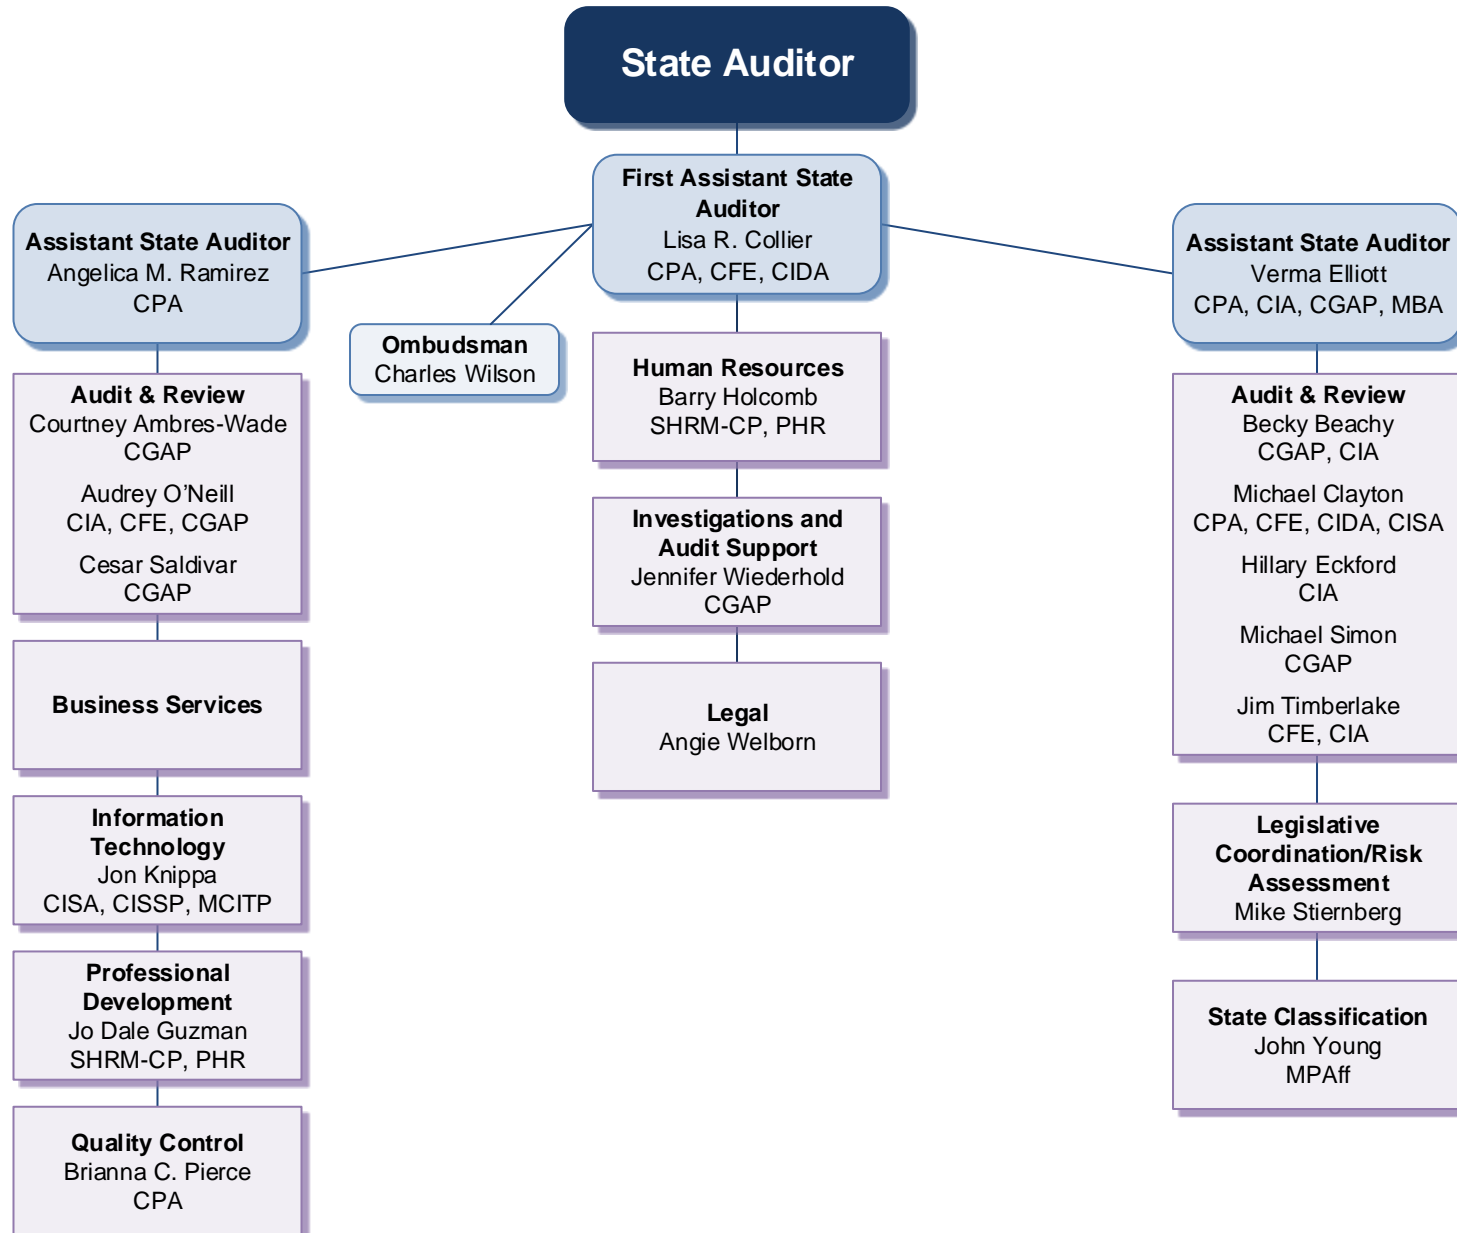 State Auditor
First Assistant State
Auditor
Lisa R. Collier
CPA, CFE, CIDA
Assistant State Auditor
Angelica M. Ramirez
CPA
Assistant State Auditor
Verma Elliott
CPA, CIA, CGAP, MBA
Ombudsman
Charles Wilson
Audit & Review
Courtney Ambres-Wade
CGAP
Audrey O’Neill
CIA, CFE, CGAP
Cesar Saldivar
CGAP
Business Services
Information
Technology
Jon Knippa
CISA, CISSP, MCITP
Professional
Development
Jo Dale Guzman
SHRM-CP, PHR
Quality Control
Brianna C. Pierce
CPA
Human Resources
Barry Holcomb
SHRM-CP, PHR
Investigations and
Audit Support
Jennifer Wiederhold
CGAP
Legal
Angie Welborn
Audit & Review
Becky Beachy
CGAP, CIA
Michael Clayton
CPA, CFE, CIDA, CISA
Hillary Eckford
CIA
Michael Simon
CGAP
Jim Timberlake
CFE, CIA
Legislative
Coordination/Risk
Assessment
Mike Stiernberg
State Classification
John Young
MPAff